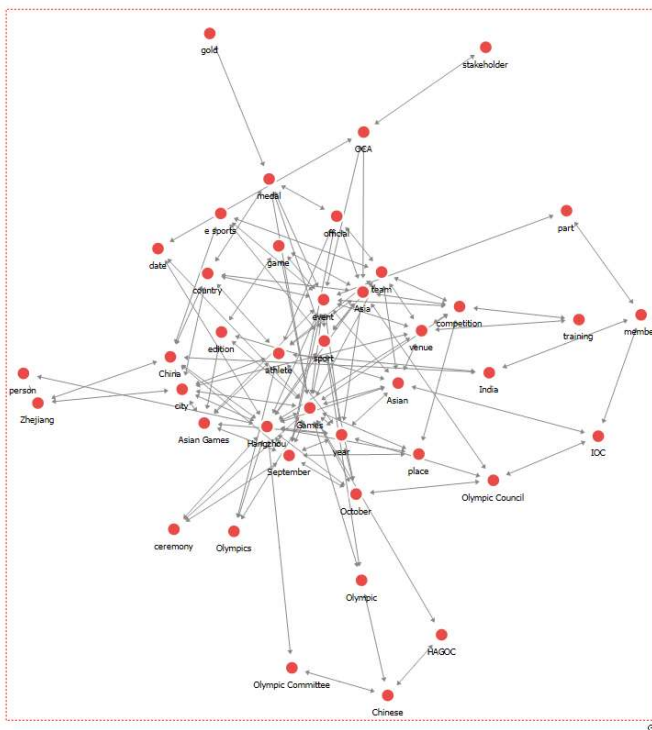 gold
stakeholder
OCA
medal
e sports
official
part
date
game
country
team
Asia
event
competition
training
member
edition
sport
venue
China
athlete
person
India
Zhejiang
city
Asian
Asian Games
Games
Hangzhou
year
September
place
IOC
Olympic Council
October
ceremony
Olympics
Olympic
HAGOC
Olympic Committee
Chinese